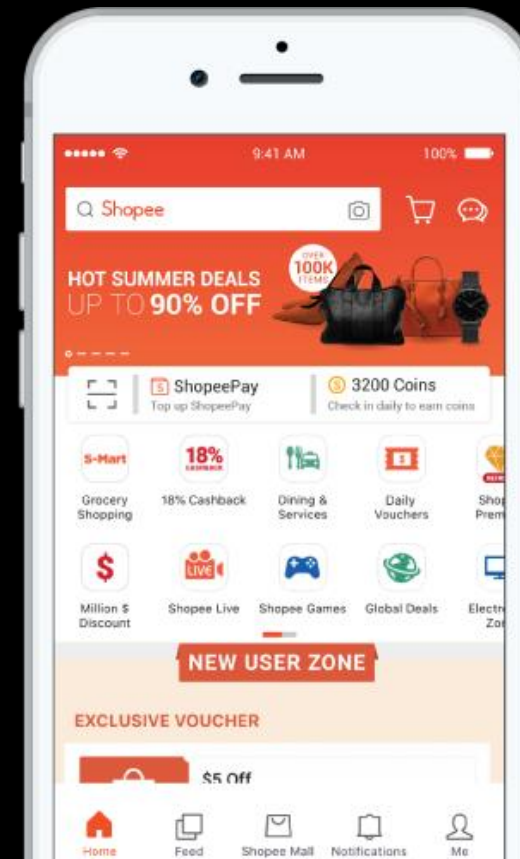 9:41 AM
100%
Shopee
OVER
100K
ITEMS
HOT SUMMER DEALS
UP TO 90% OFF
ShopeePay
Top up ShopeePay
3200 Coins
Check in daily to earn coins
S-Mart
18%
CASHBACK
Grocery
Shopping
18% Cashback
Dining &
Services
Daily
Vouchers
Shop
Prem
$
LIVE
Million $
Discount
Shopee Live
Shopee Games
Global Deals
Electr
Zo
NEW USER ZONE
EXCLUSIVE VOUCHER
$5 Off
Home
Feed
Shopee Mall
Notifications
Me